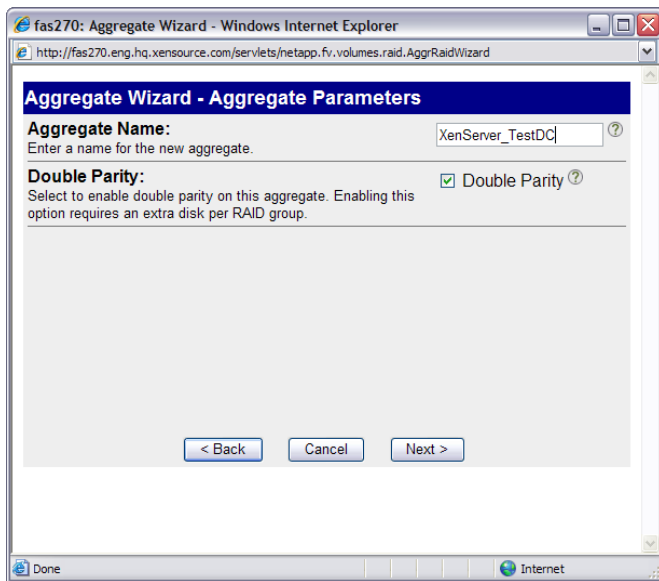 fas270: Aggregate Wizard - Windows Internet Explorer
http://fas270.eng.hq.xensource.com/servlets/netapp.fv.volumes.raid.AggrRaidWizard
Aggregate Wizard - Aggregate Parameters
Aggregate Name:
Enter a name for the new aggregate.
XenServer_TestDC
?
Double Parity:
Select to enable double parity on this aggregate. Enabling this
option requires an extra disk per RAID group.
Double Parity ?
< Back Cancel Next >
Done Internet